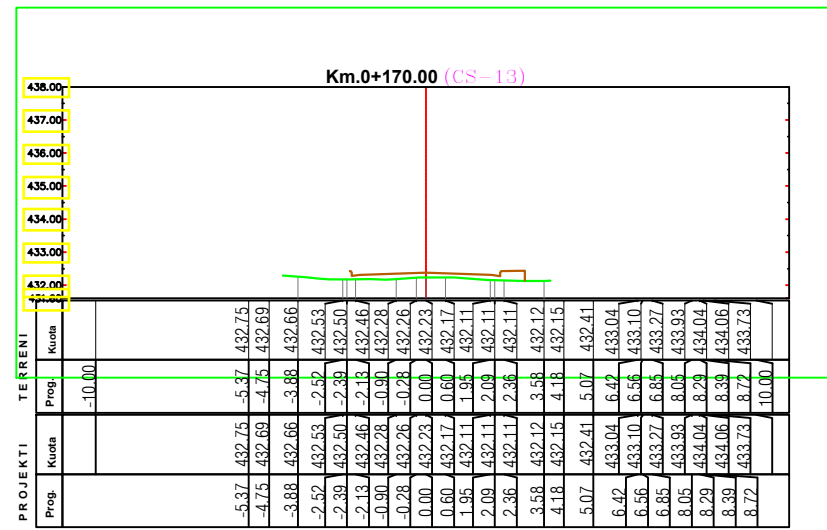 Km.0+170.00 (CS-13)
438.00
437.00
436.00
435.00
434.00
433.00
432.00
TERRENI
Kuota 432.75 432.69 432.66 432.53 432.50 432.46 432.28 432.26 432.23 432.17 432.11 432.11 432.11 432.12 432.15 432.41 433.04 433.10 433.27 433.93 434.04 434.06 433.73
Prog. -10.00 -5.37 -4.75 -3.88 -2.52 -2.39 -2.13 -0.90 -0.28 0.00 0.60 1.95 2.09 2.36 3.58 4.18 5.07 6.42 6.56 6.85 8.05 8.29 8.39 8.72 10.00
PROJEKTI
Kuota 432.75 432.69 432.66 432.53 432.50 432.46 432.28 432.26 432.23 432.17 432.11 432.11 432.11 432.12 432.15 432.41 433.04 433.10 433.27 433.93 434.04 434.06 433.73
Prog. -5.37 -4.75 -3.88 -2.52 -2.39 -2.13 -0.90 -0.28 0.00 0.60 1.95 2.09 2.36 3.58 4.18 5.07 6.42 6.56 6.85 8.05 8.29 8.39 8.72